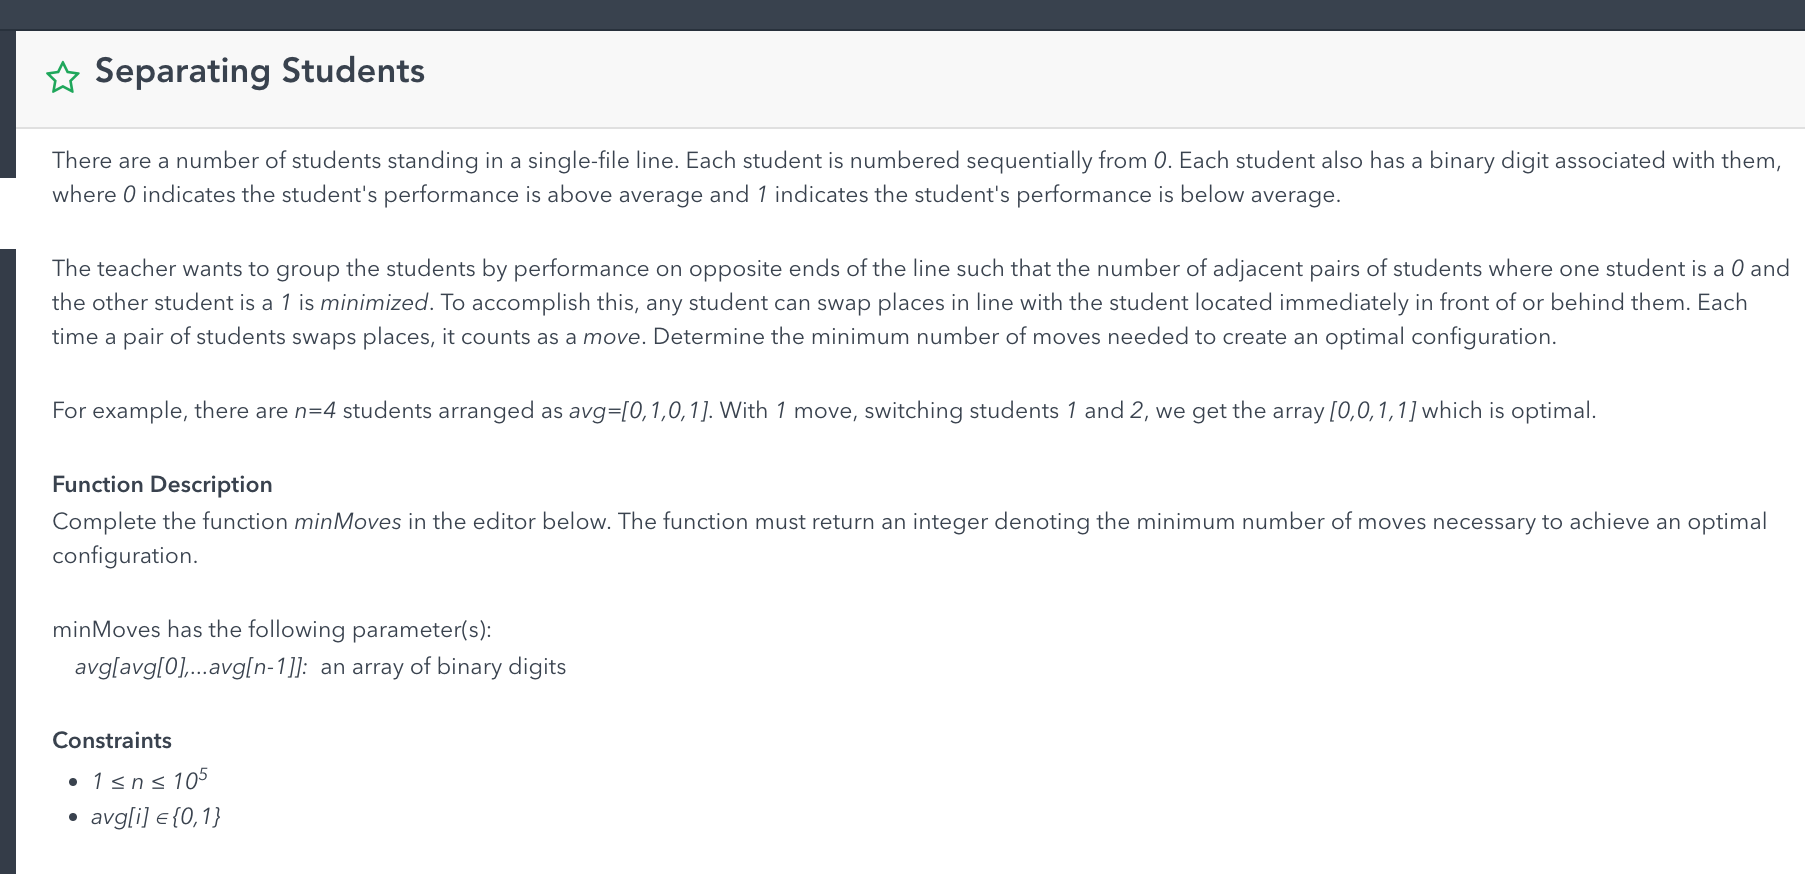 Separating Students
There are a number of students standing in a single-file line. Each student is numbered sequentially from 0. Each student also has a binary digit associated with them,
where 0 indicates the student's performance is above average and 1 indicates the student's performance is below average.
The teacher wants to group the students by performance on opposite ends of the line such that the number of adjacent pairs of students where one student is a 0 and
the other student is a 1 is minimized. To accomplish this, any student can swap places in line with the student located immediately in front of or behind them. Each
time a pair of students swaps places, it counts as a move. Determine the minimum number of moves needed to create an optimal configuration.
For example, there are n=4 students arranged as avg=[0,1,0,1]. With 1 move, switching students 1 and 2, we get the array [0,0,1,1] which is optimal.
Function Description
Complete the function minMoves in the editor below. The function must return an integer denoting the minimum number of moves necessary to achieve an optimal
configuration.
minMoves has the following parameter(s):
avg[avg[0],...avg[n-1]]: an array of binary digits
Constraints
• 1 ≤ n ≤ 10⁵
• avg[i] ∈ {0,1}